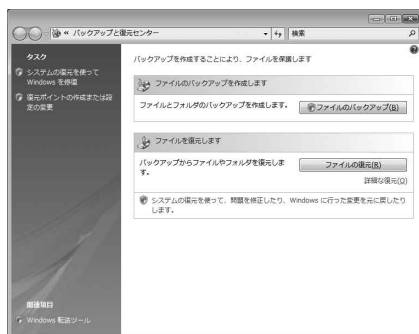 « バックアップと復元センター
検索
タスク
システムの復元を使って
Windows を修復
復元ポイントの作成または設
定の変更
関連項目
Windows 転送ツール
バックアップを作成することにより、ファイルを保護します
ファイルのバックアップを作成します
ファイルとフォルダのバックアップを作成します。
ファイルのバックアップ(B)
ファイルを復元します
バックアップからファイルやフォルダを復元しま
す。
ファイルの復元(R)
詳細な復元(O)
システムの復元を使って、問題を修正したり、Windows に行った変更を元に戻したり
します。